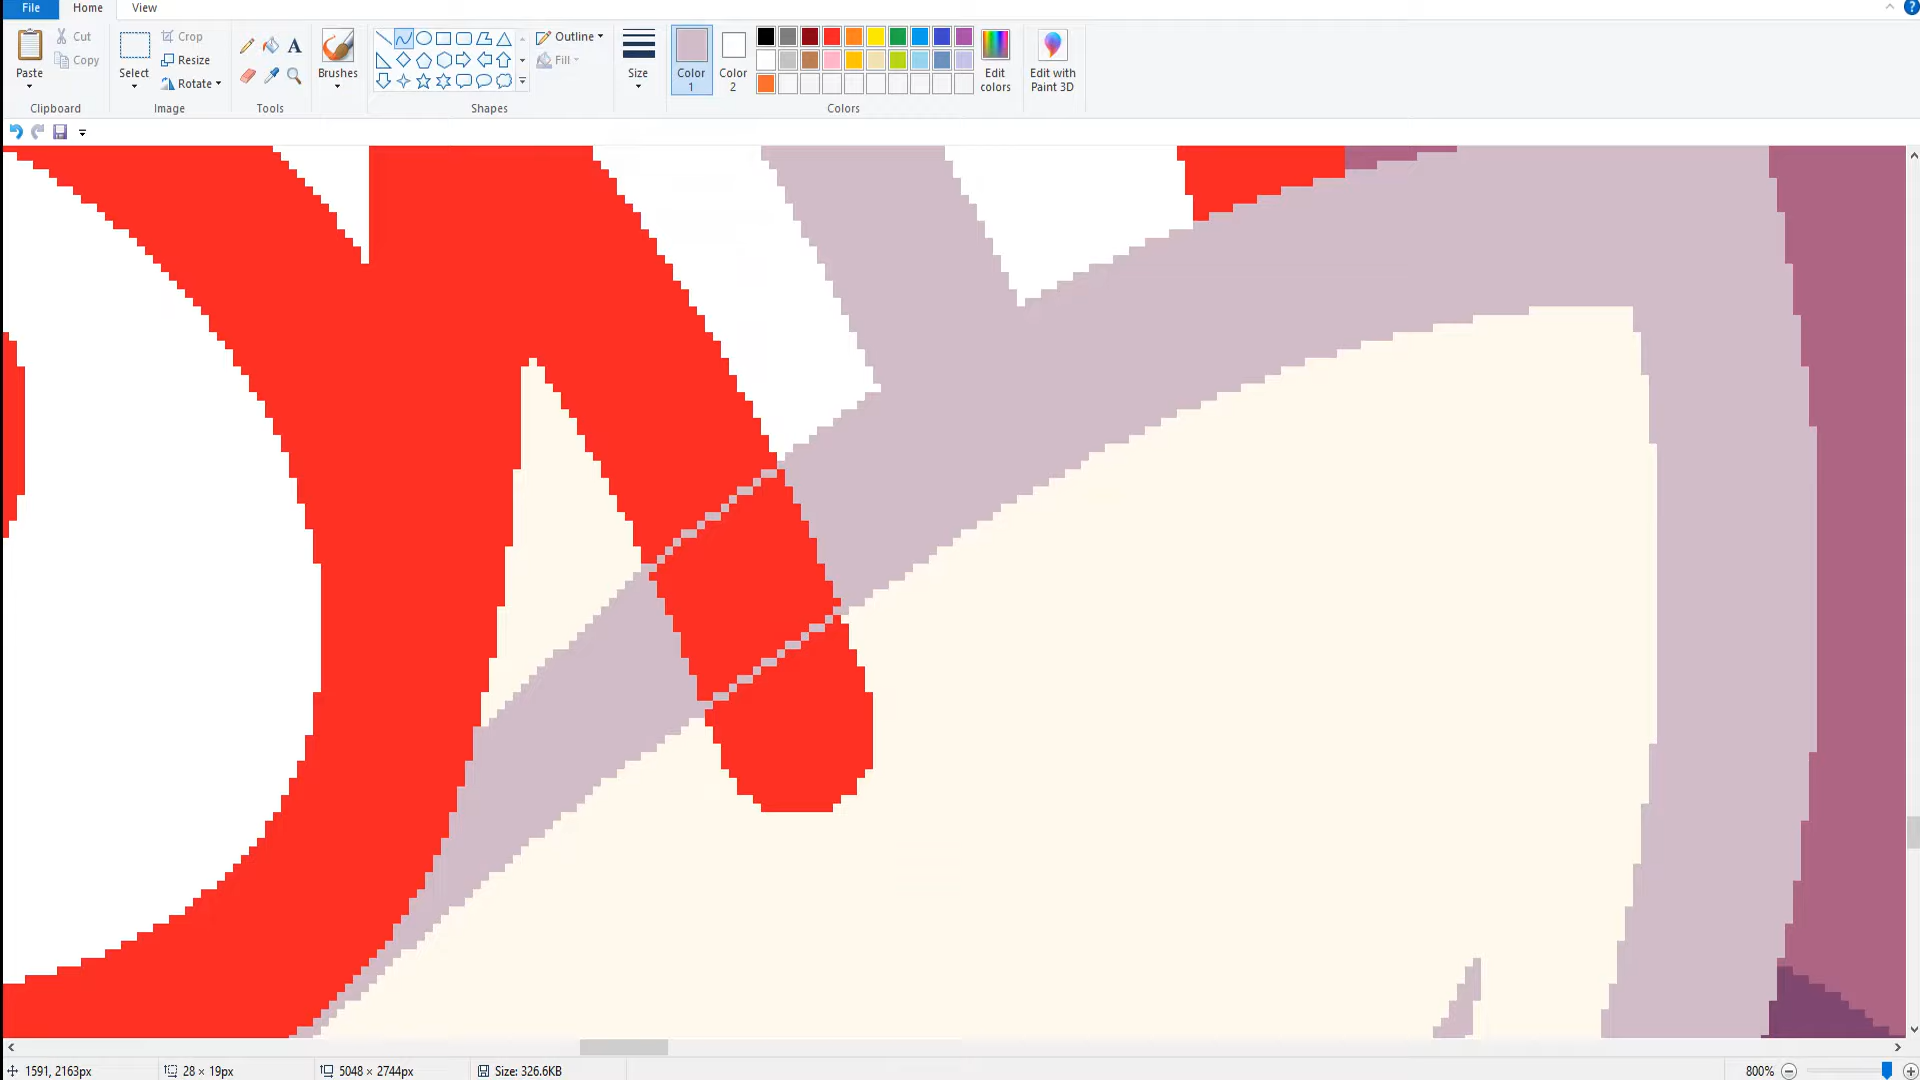 File Home View
Paste Cut Copy Select Crop Resize Rotate A Brushes Outline Fill Size Color 1 Color 2 Edit colors Edit with Paint 3D
Clipboard Image Tools Shapes Colors
1591, 2163px 28 × 19px 5048 × 2744px Size: 326.6KB 800%